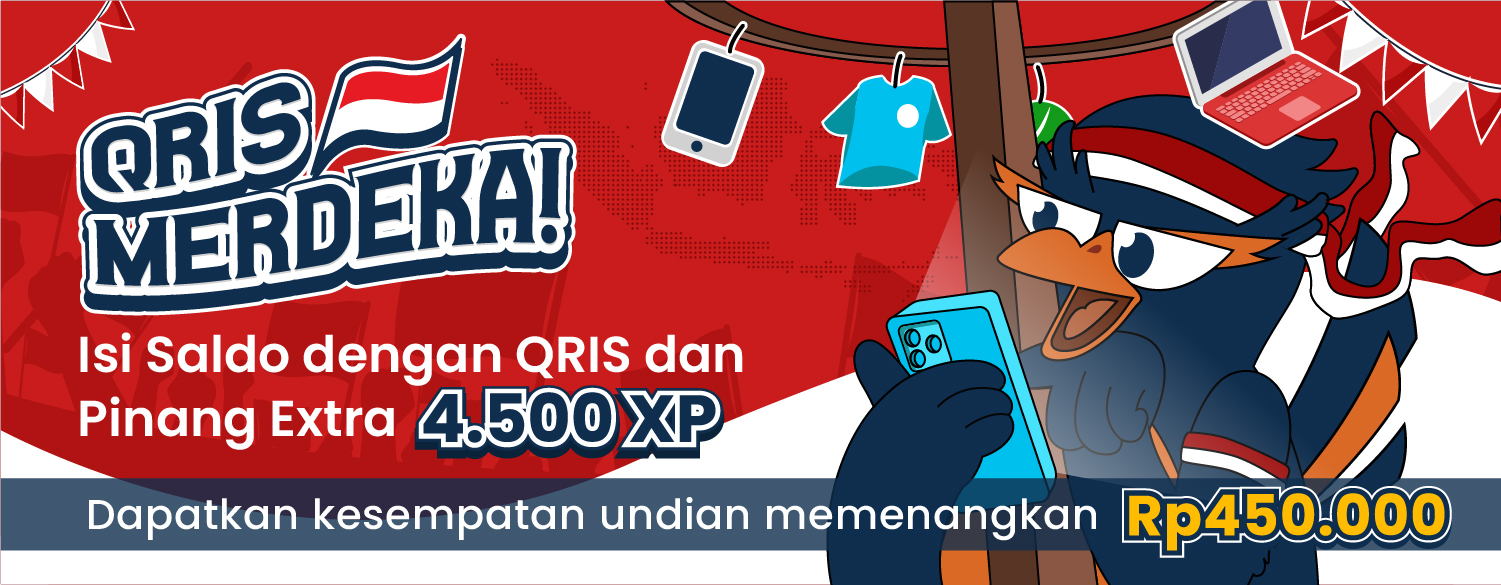 QRIS
MERDEKA!
Isi Saldo dengan QRIS dan
Pinang Extra 4.500 XP
Dapatkan kesempatan undian memenangkan Rp450.000